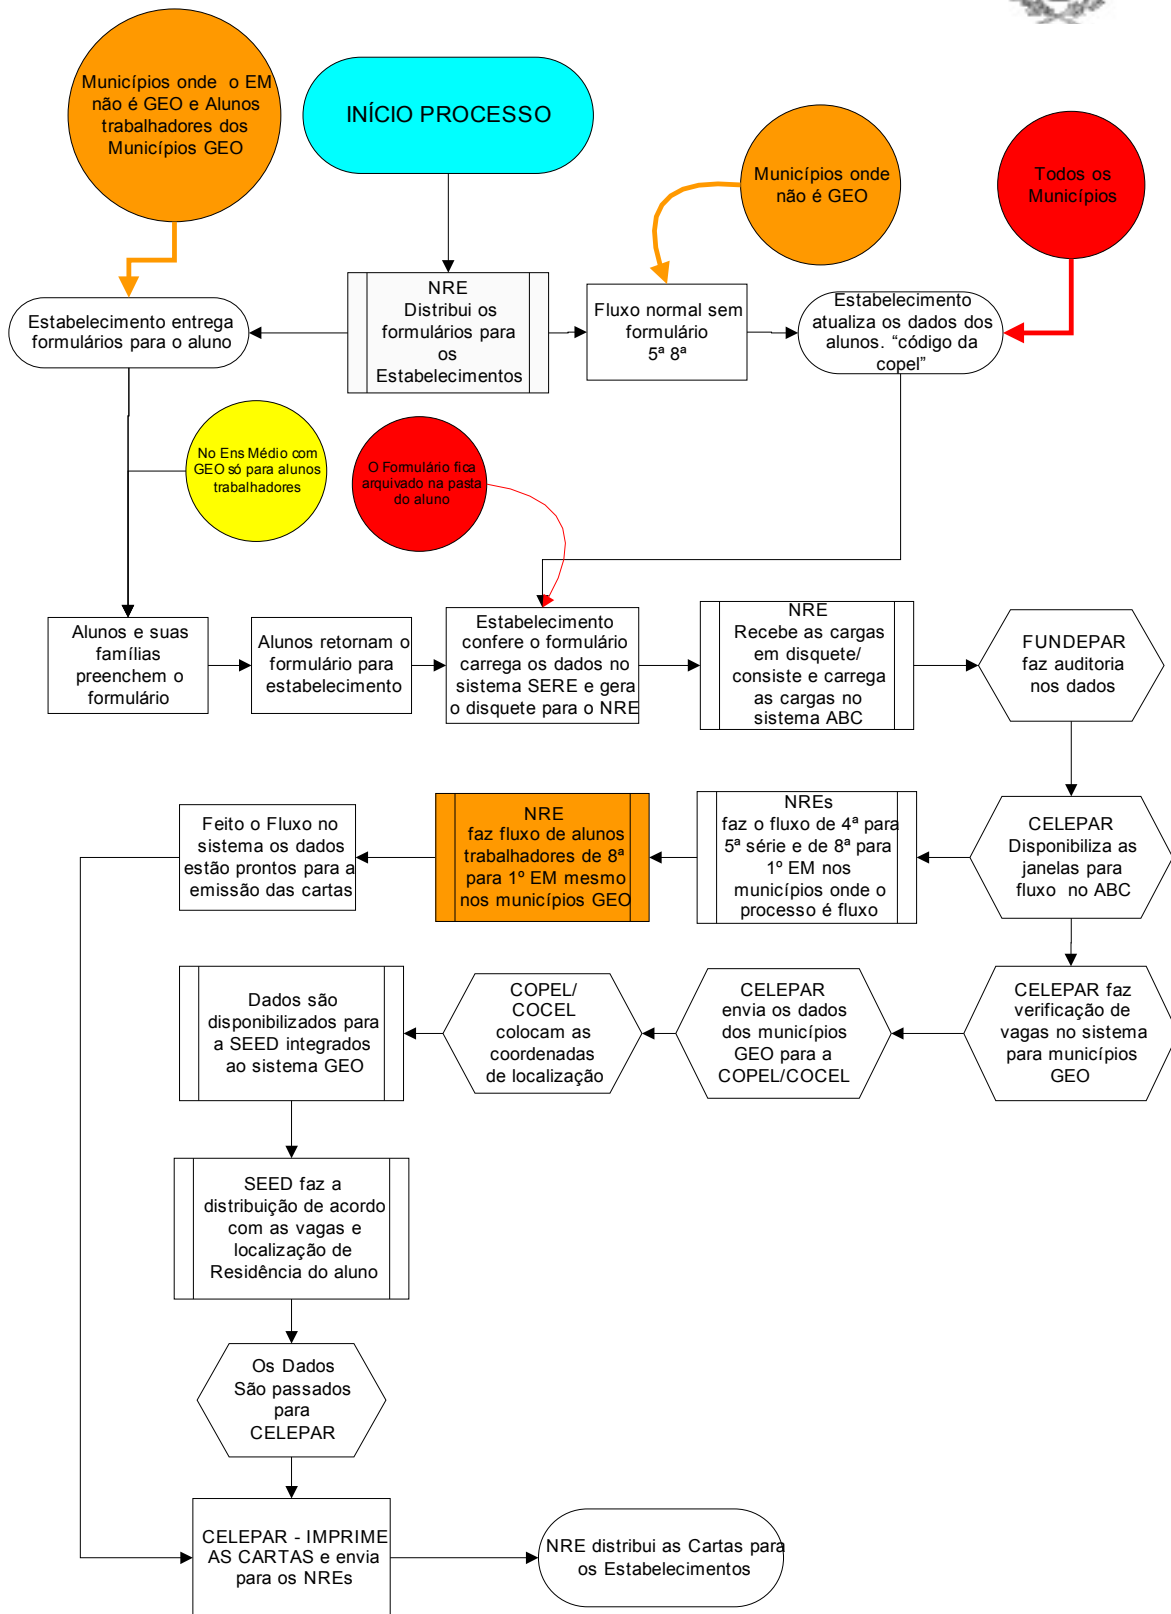 Municípios onde o EM
não é GEO e Alunos
trabalhadores dos
Municípios GEO
INÍCIO PROCESSO
Municípios onde
não é GEO
Todos os
Municípios
Estabelecimento entrega
formulários para o aluno
NRE
Distribui os
formulários para
os
Estabelecimentos
Fluxo normal sem
formulário
5ª 8ª
Estabelecimento
atualiza os dados dos
alunos. “código da
copel”
No Ens Médio com
GEO só para alunos
trabalhadores
O Formulário fica
arquivado na pasta
do aluno
Alunos e suas
famílias
preenchem o
formulário
Alunos retornam o
formulário para
estabelecimento
Estabelecimento
confere o formulário
carrega os dados no
sistema SERE e gera
o disquete para o NRE
NRE
Recebe as cargas
em disquete/
consiste e carrega
as cargas no
sistema ABC
FUNDEPAR
faz auditoria
nos dados
Feito o Fluxo no
sistema os dados
estão prontos para a
emissão das cartas
NRE
faz fluxo de alunos
trabalhadores de 8ª
para 1º EM mesmo
nos municípios GEO
NREs
faz o fluxo de 4ª para
5ª série e de 8ª para
1º EM nos
municípios onde o
processo é fluxo
CELEPAR
Disponibiliza as
janelas para
fluxo no ABC
Dados são
disponibilizados para
a SEED integrados
ao sistema GEO
COPEL/
COCEL
colocam as
coordenadas
de localização
CELEPAR
envia os dados
dos municípios
GEO para a
COPEL/COCEL
CELEPAR faz
verificação de
vagas no sistema
para municípios
GEO
SEED faz a
distribuição de acordo
com as vagas e
localização de
Residência do aluno
Os Dados
São passados
para
CELEPAR
CELEPAR - IMPRIME
AS CARTAS e envia
para os NREs
NRE distribui as Cartas para
os Estabelecimentos